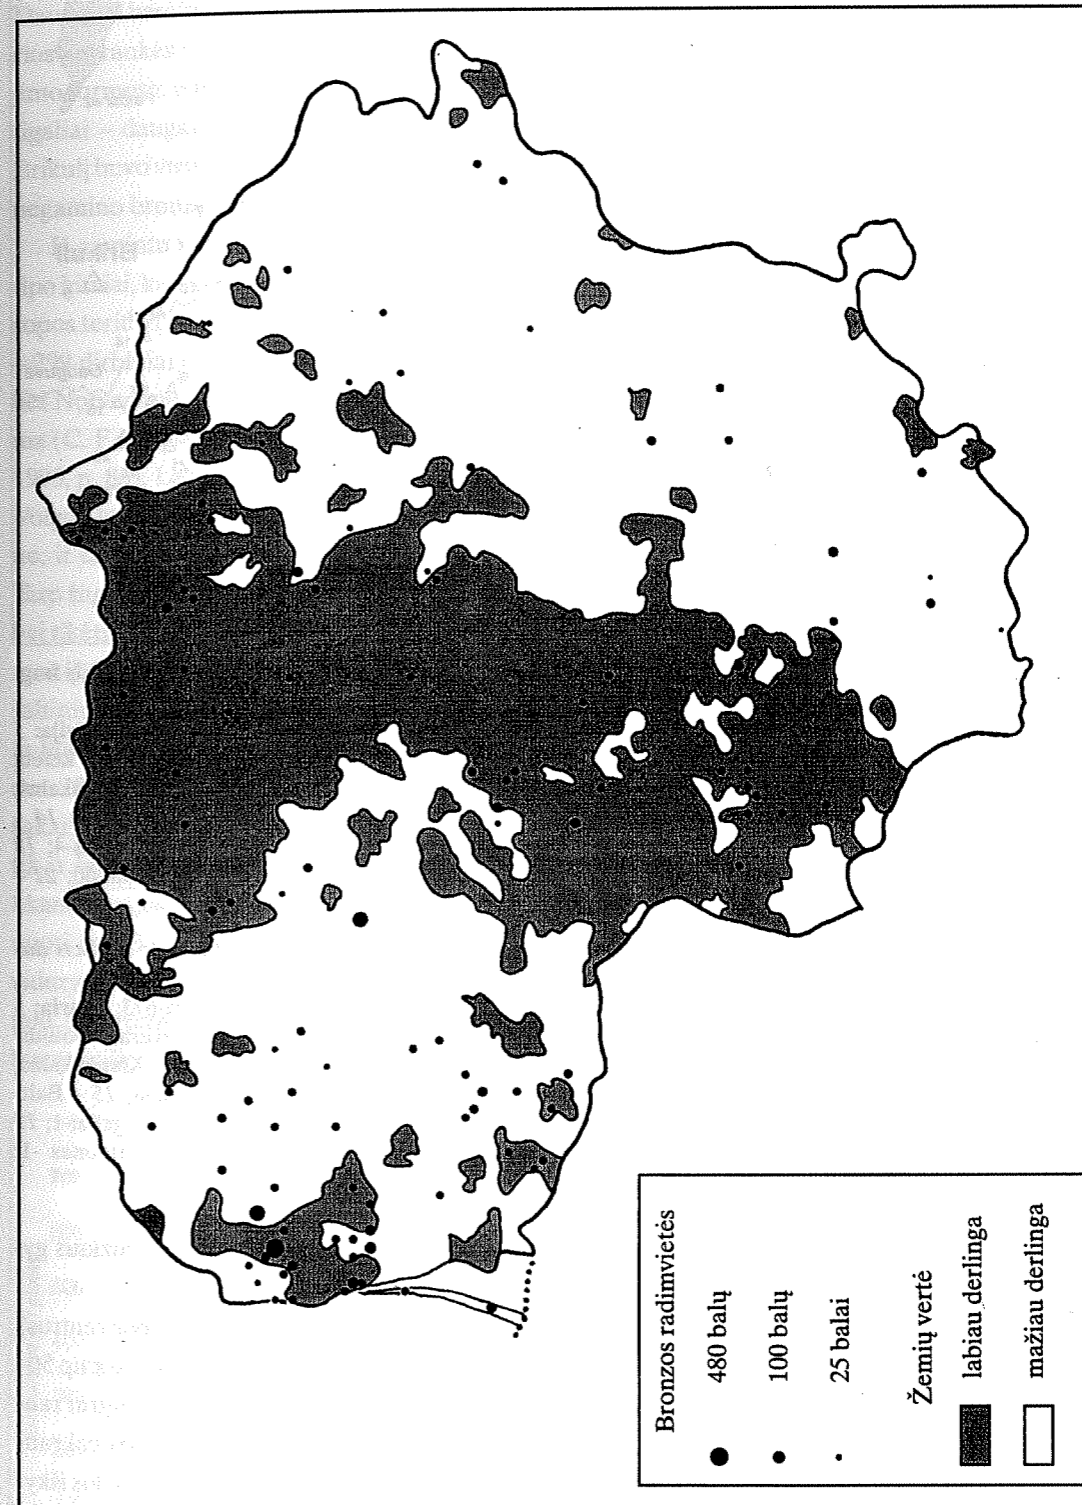 Bronzos radimvietės
480 balų
100 balų
25 balai
Žemių vertė
labiau derlinga
mažiau derlinga